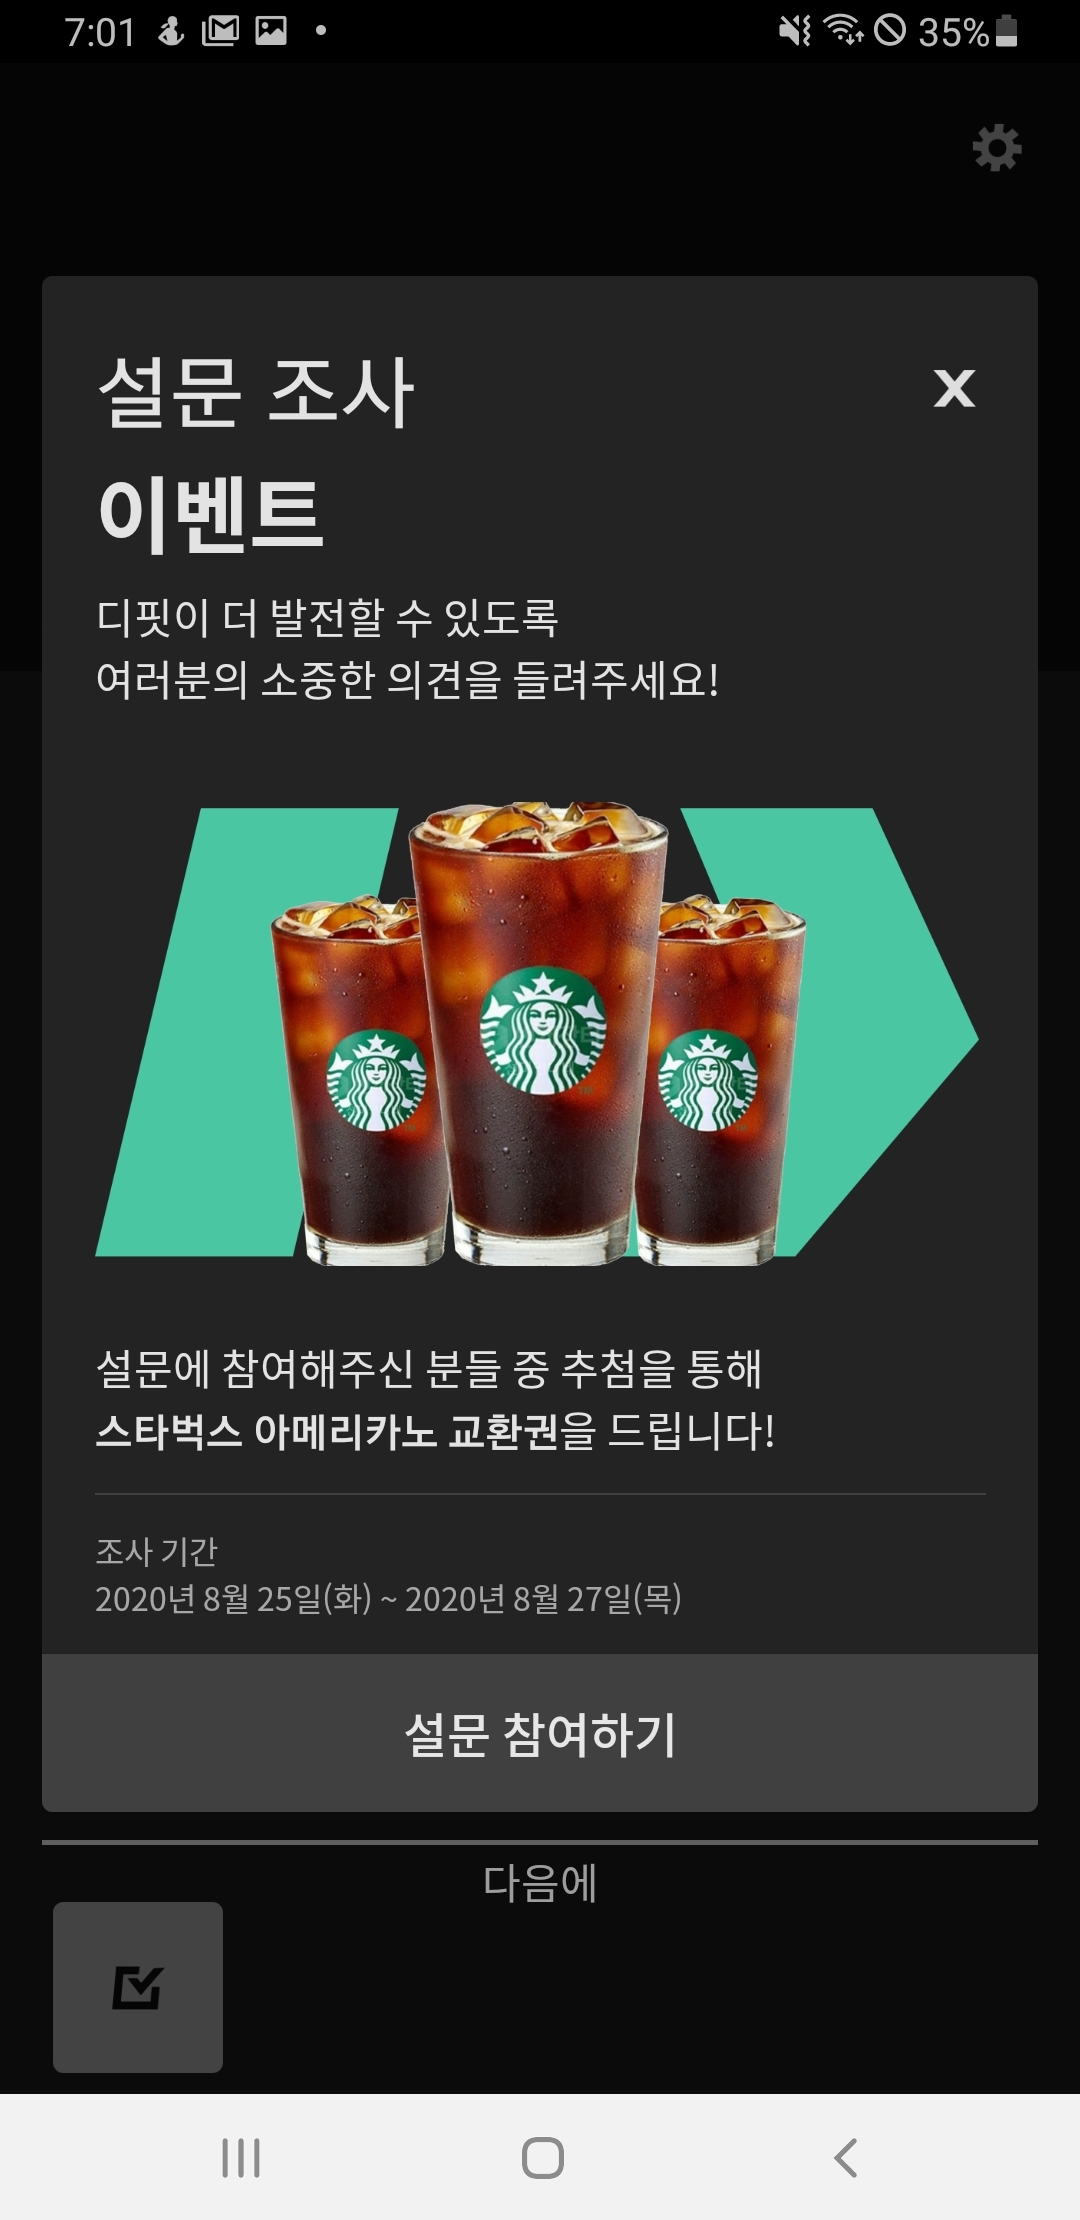 7:01
35%
설문 조사
X
이벤트
디핏이 더 발전할 수 있도록
여러분의 소중한 의견을 들려주세요!
설문에 참여해주신 분들 중 추첨을 통해
스타벅스 아메리카노 교환권을 드립니다!
조사 기간
2020년 8월 25일(화) ~ 2020년 8월 27일(목)
설문 참여하기
다음에